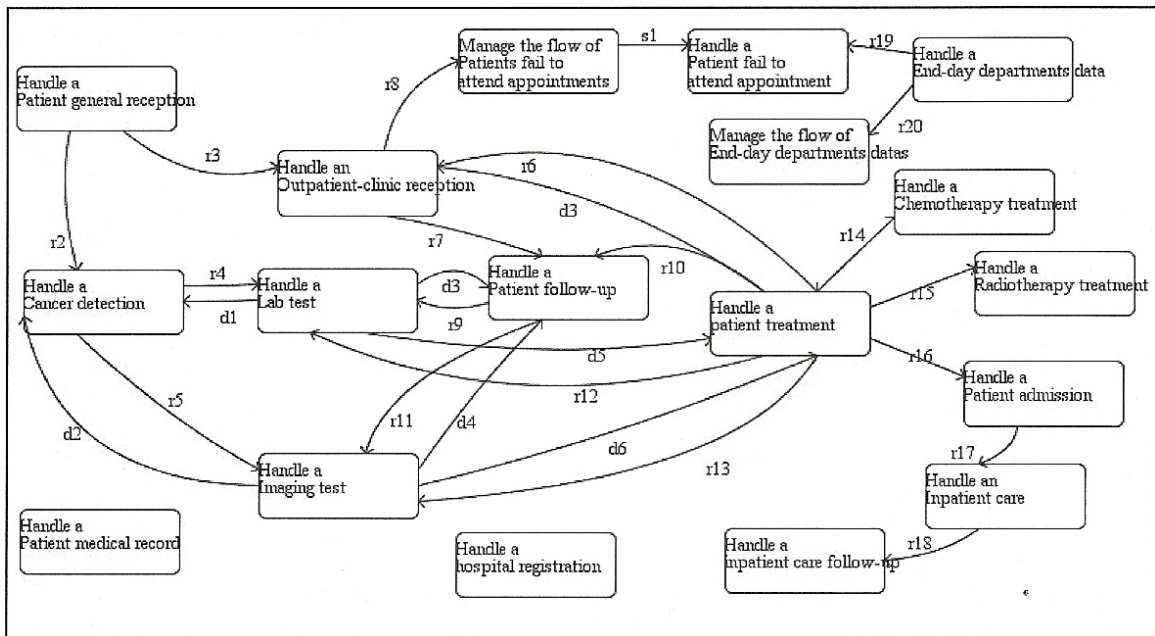 Manage the flow of
Patients fail to
attend appointments
s1
Handle a
Patient fail to
attend appointment
r19
Handle a
End-day departments data
Handle a
Patient general reception
r8
r20
Manage the flow of
End-day departments datas
r3
Handle an
Outpatient-clinic reception
r6
d3
Handle a
Chemotherapy treatment
r2
r7
r14
r10
Handle a
Cancer detection
r4
d1
Handle a
Lab test
d3
r9
Handle a
Patient follow-up
Handle a
patient treatment
r15
Handle a
Radiotherapy treatment
d5
r16
r12
Handle a
Patient admission
r5
d2
r11
d4
d6
r13
r17
Handle a
Imaging test
Handle an
Inpatient care
Handle a
Patient medical record
Handle a
hospital registration
r18
Handle a
inpatient care follow-up